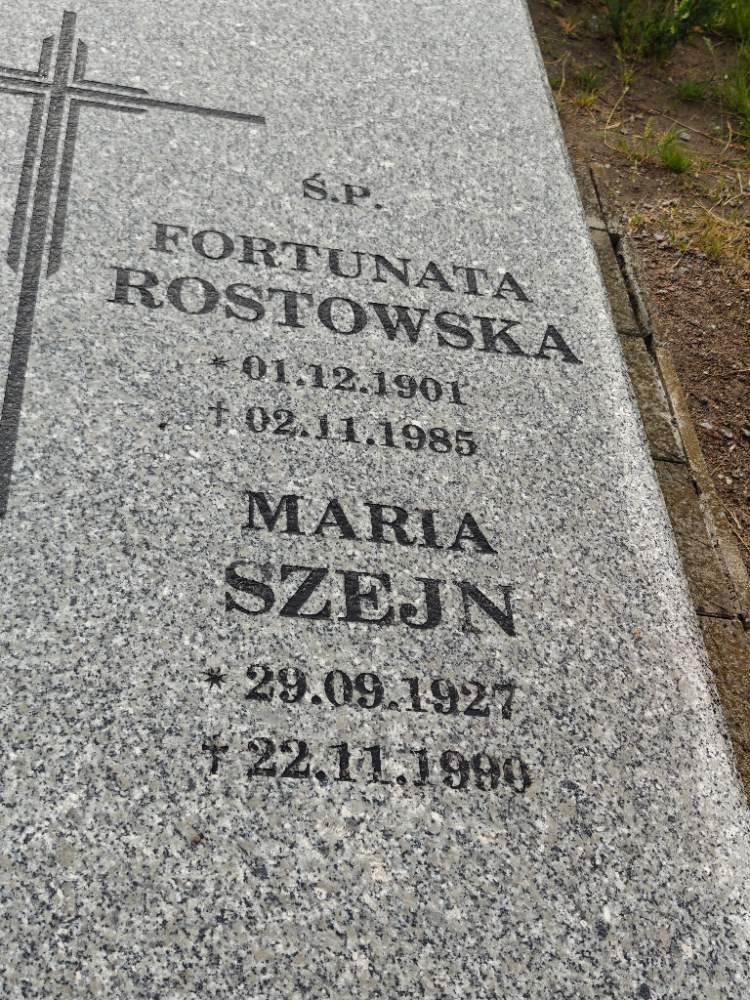 Ś.P.
FORTUNATA
ROSTOWSKA
* 01.12.1901
† 02.11.1985
MARIA
SZEJN
* 29.09.1927
† 22.11.1990